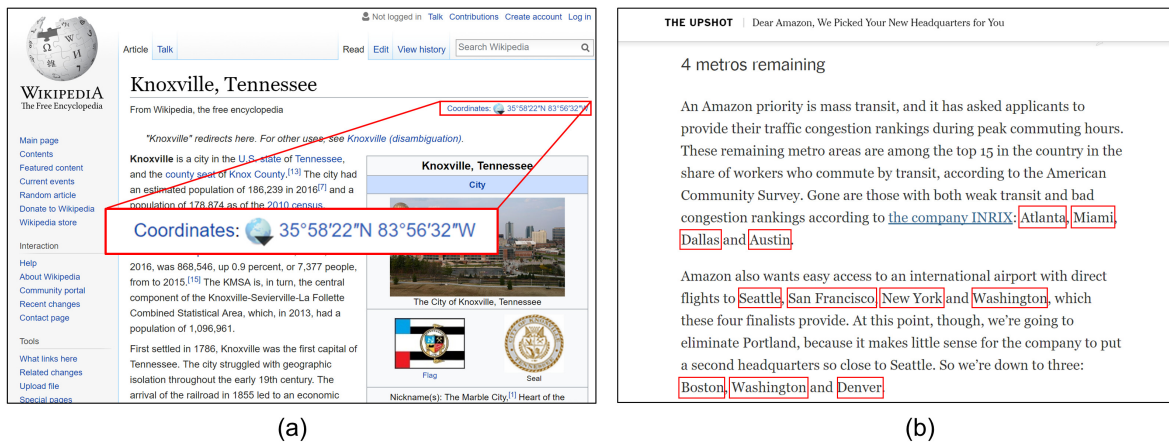 Not logged in Talk Contributions Create account Log in
Article Talk
Read Edit View history Search Wikipedia
WIKIPEDIA
The Free Encyclopedia
Main page
Contents
Featured content
Current events
Random article
Donate to Wikipedia
Wikipedia store
Interaction
Help
About Wikipedia
Community portal
Recent changes
Contact page
Tools
What links here
Related changes
Upload file
Special pages
Knoxville, Tennessee
From Wikipedia, the free encyclopedia
Coordinates: 35°58′22″N 83°56′32″W
"Knoxville" redirects here. For other uses, see Knoxville (disambiguation).
Knoxville is a city in the U.S. state of Tennessee,
and the county seat of Knox County.[13] The city had
an estimated population of 186,239 in 2016[7] and a
population of 178,874 as of the 2010 census,
Coordinates: 35°58′22″N 83°56′32″W
2016, was 868,546, up 0.9 percent, or 7,377 people,
from to 2015.[15] The KMSA is, in turn, the central
component of the Knoxville-Sevierville-La Follette
Combined Statistical Area, which, in 2013, had a
population of 1,096,961.
First settled in 1786, Knoxville was the first capital of
Tennessee. The city struggled with geographic
isolation throughout the early 19th century. The
arrival of the railroad in 1855 led to an economic
Knoxville, Tennessee
City
The City of Knoxville, Tennessee
Flag
Seal
Nickname(s): The Marble City,[1] Heart of the
(a)
THE UPSHOT | Dear Amazon, We Picked Your New Headquarters for You
4 metros remaining
An Amazon priority is mass transit, and it has asked applicants to
provide their traffic congestion rankings during peak commuting hours.
These remaining metro areas are among the top 15 in the country in the
share of workers who commute by transit, according to the American
Community Survey. Gone are those with both weak transit and bad
congestion rankings according to the company INRIX: Atlanta, Miami,
Dallas and Austin.
Amazon also wants easy access to an international airport with direct
flights to Seattle, San Francisco, New York and Washington, which
these four finalists provide. At this point, though, we're going to
eliminate Portland, because it makes little sense for the company to put
a second headquarters so close to Seattle. So we're down to three:
Boston, Washington and Denver.
(b)